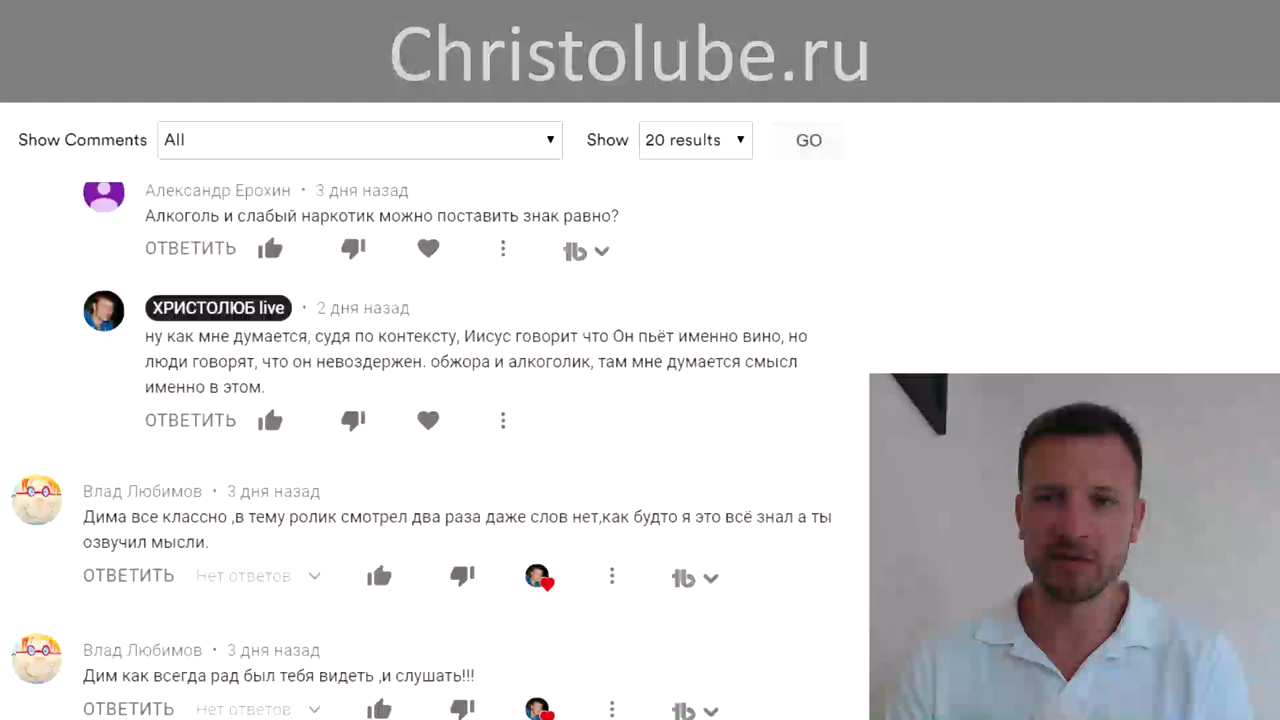 Christolube.ru
Show Comments All Show 20 results GO
Александр Ерохин • 3 дня назад
Алкоголь и слабый наркотик можно поставить знак равно?
ОТВЕТИТЬ
ХРИСТОЛЮБ live • 2 дня назад
ну как мне думается, судя по контексту, Иисус говорит что Он пьёт именно вино, но
люди говорят, что он невоздержен. обжора и алкоголик, там мне думается смысл
именно в этом.
ОТВЕТИТЬ
Влад Любимов • 3 дня назад
Дима все классно ,в тему ролик смотрел два раза даже слов нет,как будто я это всё знал а ты
озвучил мысли.
ОТВЕТИТЬ Нет ответов
Влад Любимов • 3 дня назад
Дим как всегда рад был тебя видеть ,и слушать!!!
ОТВЕТИТЬ Нет ответов